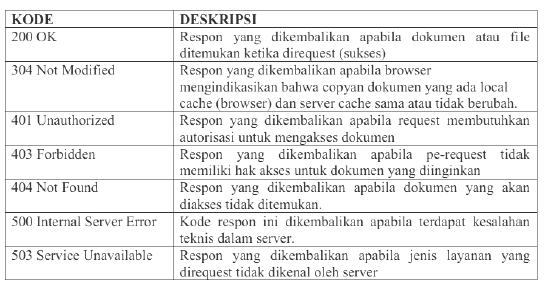 KODE DESKRIPSI
200 OK Respon yang dikembalikan apabila dokumen atau file
ditemukan ketika direquest (sukses)
304 Not Modified Respon yang dikembalikan apabila browser
mengindikasikan bahwa copyan dokumen yang ada local
cache (browser) dan server cache sama atau tidak berubah.
401 Unauthorized Respon yang dikembalikan apabila request membutuhkan
autorisasi untuk mengakses dokumen
403 Forbidden Respon yang dikembalikan apabila pe-request tidak
memiliki hak akses untuk dokumen yang diinginkan
404 Not Found Respon yang dikembalikan apabila dokumen yang akan
diakses tidak ditemukan.
500 Internal Server Error Kode respon ini dikembalikan apabila terdapat kesalahan
teknis dalam server.
503 Service Unavailable Respon yang dikembalikan apabila jenis layanan yang
direquest tidak dikenal oleh server